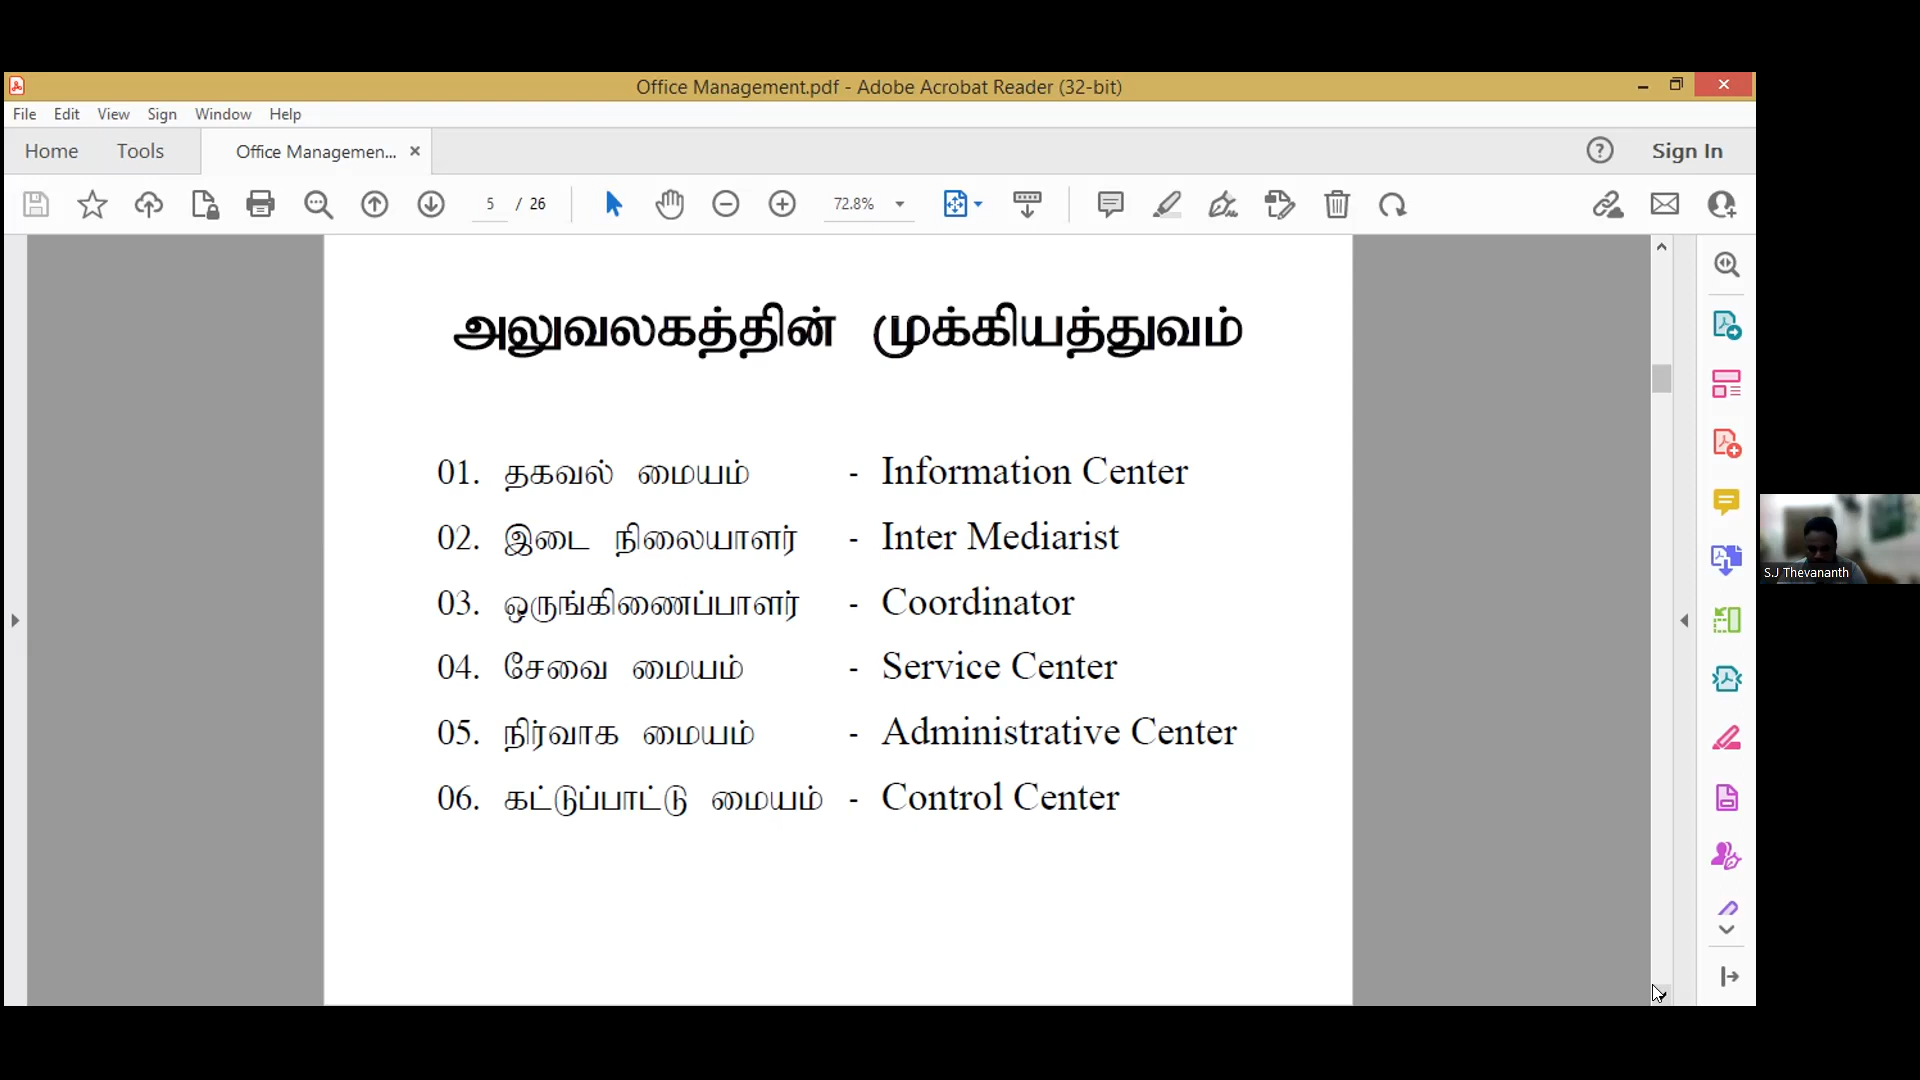 Office Management.pdf - Adobe Acrobat Reader (32-bit)
File Edit View Sign Window Help
Home Tools Office Managemen... Sign In
5 / 26 72.8%
அலுவலகத்தின் முக்கியத்துவம்
01. தகவல் மையம் - Information Center
02. இடை நிலையாளர் - Inter Mediarist
03. ஒருங்கிணைப்பாளர் - Coordinator
04. சேவை மையம் - Service Center
05. நிர்வாக மையம் - Administrative Center
06. கட்டுப்பாட்டு மையம் - Control Center
S.J Thevananth